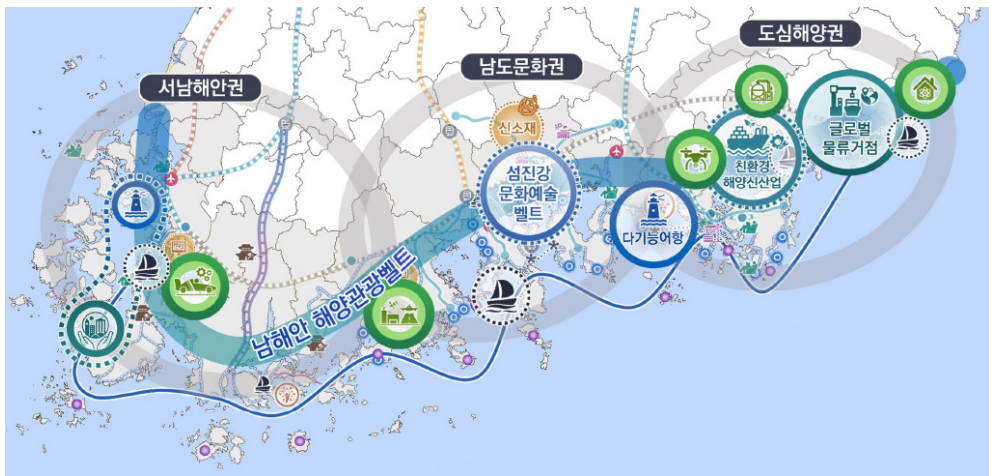 도심해양권
남도문화권
서남해안권
신소재
글로벌
물류거점
친환경
해양신산업
섬진강
문화예술
벨트
다기능어항
남해안 해양관광벨트